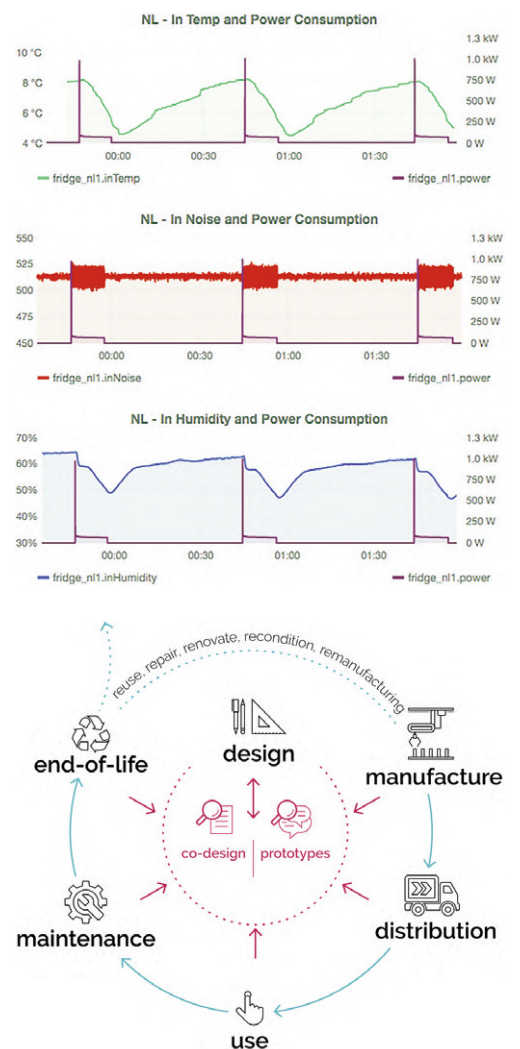 NL - In Temp and Power Consumption
10 °C
8 °C
6 °C
4 °C
1.3 kW
1.0 kW
750 W
500 W
250 W
0 W
00:00 00:30 01:00 01:30
fridge_nl1.inTemp fridge_nl1.power
NL - In Noise and Power Consumption
550
525
500
475
450
1.3 kW
1.0 kW
750 W
500 W
250 W
0 W
00:00 00:30 01:00 01:30
fridge_nl1.inNoise fridge_nl1.power
NL - In Humidity and Power Consumption
70%
60%
50%
40%
30%
1.3 kW
1.0 kW
750 W
500 W
250 W
0 W
00:00 00:30 01:00 01:30
fridge_nl1.inHumidity fridge_nl1.power
reuse, repair, renovate, recondition, remanufacturing
end-of-life
design
manufacture
co-design
prototypes
maintenance
distribution
use